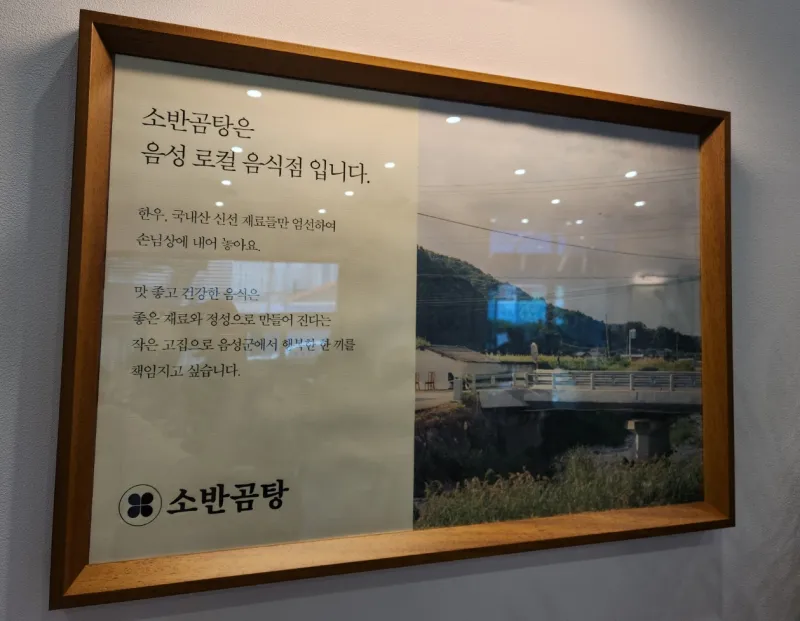 소반곰탕은
음성 로컬 음식점 입니다.
한우, 국내산 신선 재료들만 엄선하여
손님상에 내어 놓아요.
맛 좋고 건강한 음식은
좋은 재료와 정성으로 만들어 진다는
작은 고집으로 음성군에서 행복한 한 끼를
책임지고 싶습니다.
소반곰탕